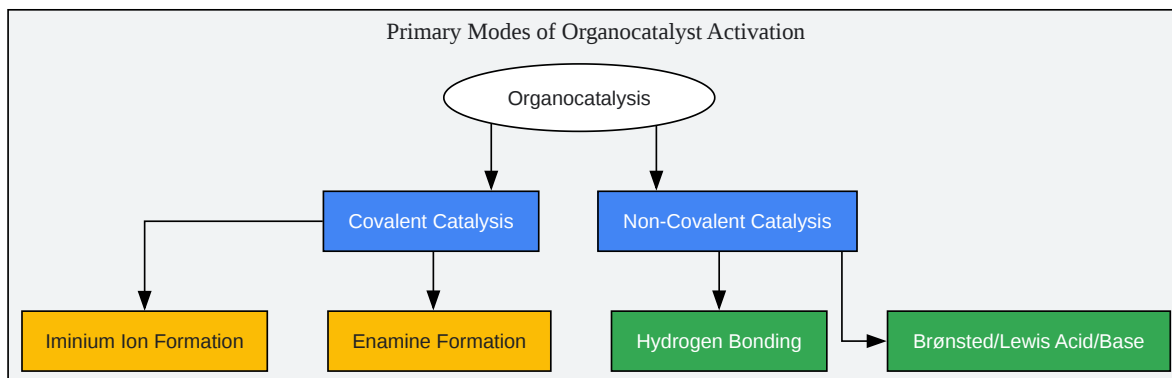 Primary Modes of Organocatalyst Activation
Organocatalysis
Covalent Catalysis
Non-Covalent Catalysis
Iminium Ion Formation
Enamine Formation
Hydrogen Bonding
Brønsted/Lewis Acid/Base